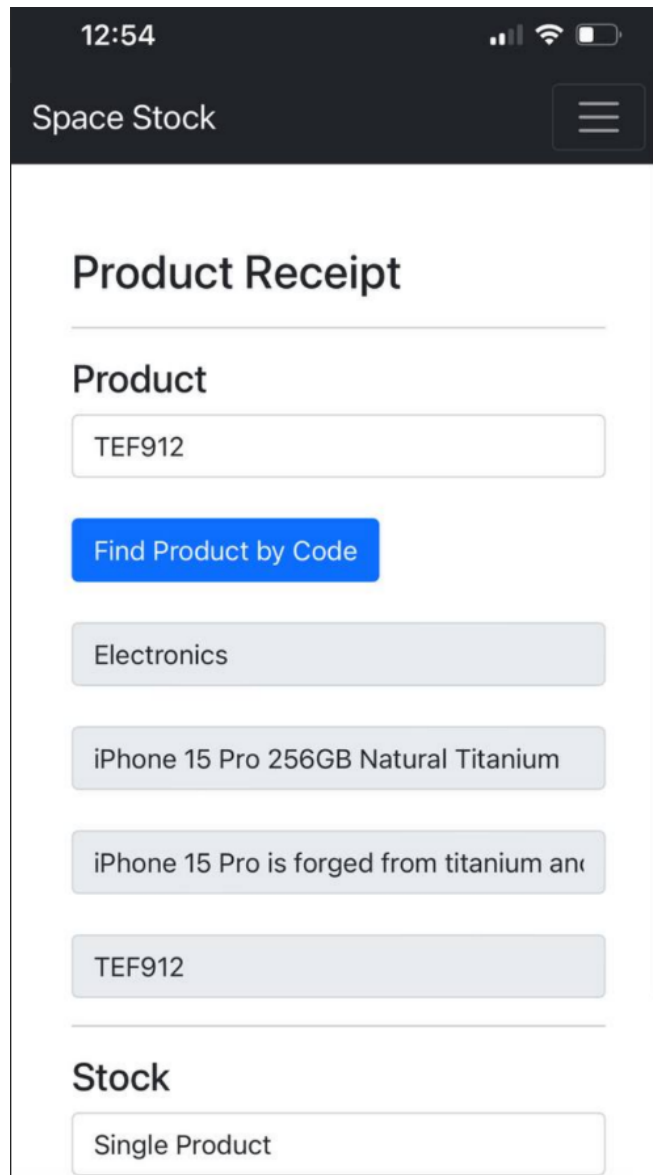 12:54
Space Stock
Product Receipt
Product
TEF912
Find Product by Code
Electronics
iPhone 15 Pro 256GB Natural Titanium
iPhone 15 Pro is forged from titanium
TEF912
Stock
Single Product